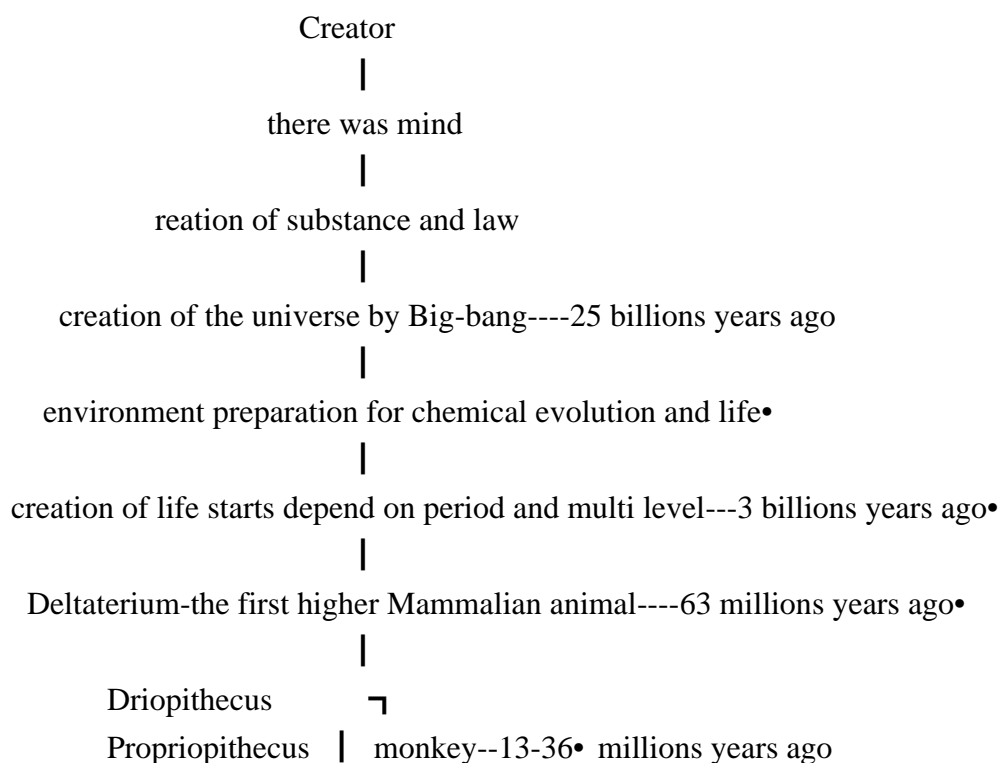 Creator
there was mind
reation of substance and law
creation of the universe by Big-bang----25 billions years ago
environment preparation for chemical evolution and life•
creation of life starts depend on period and multi level---3 billions years ago•
Deltaterium-the first higher Mammalian animal----63 millions years ago•
Driopithecus
Propriopithecus monkey--13-36• millions years ago